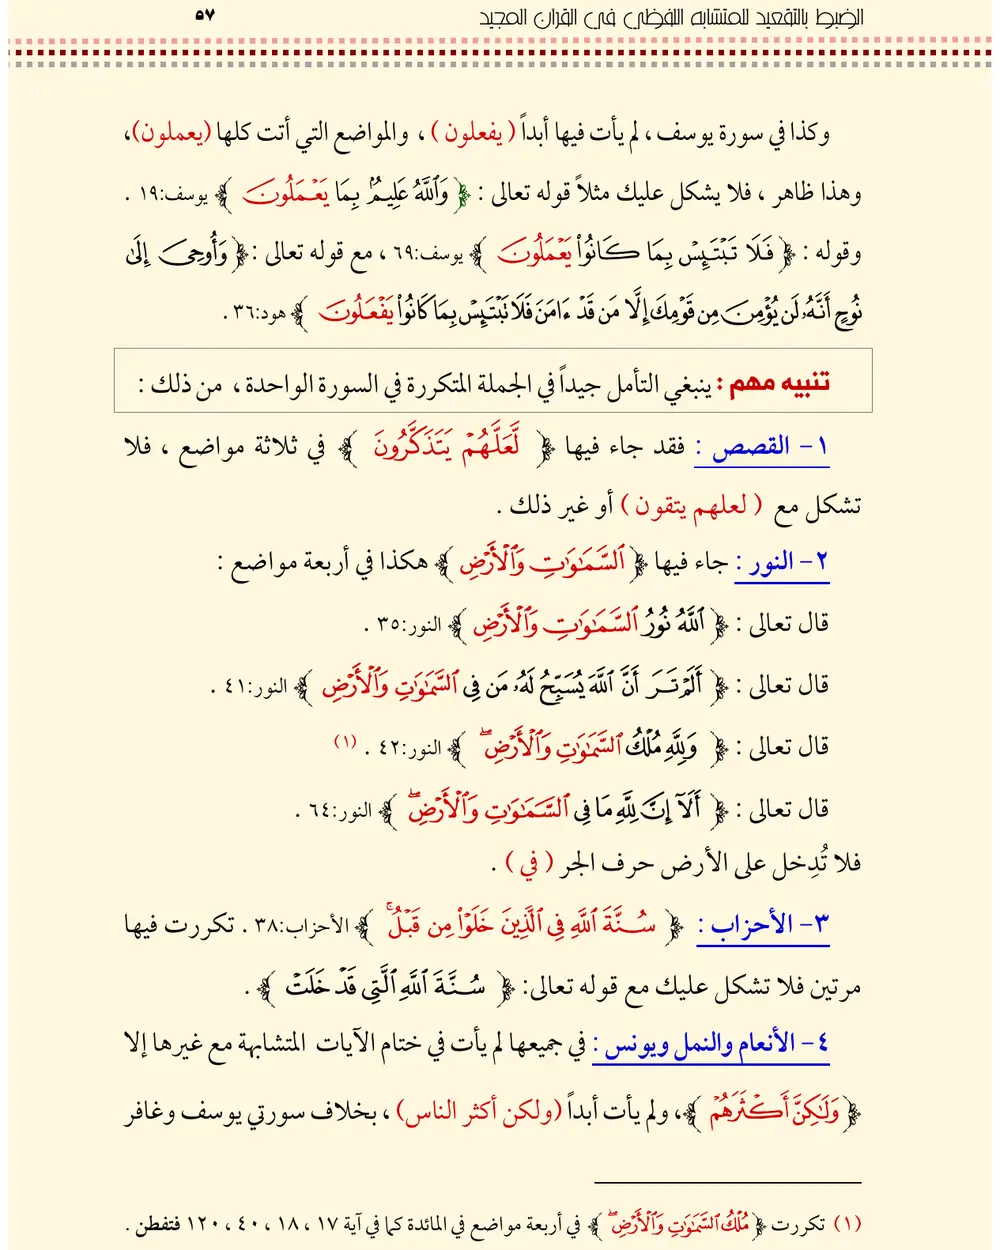 الضبط بالتقعيد للمتشابه اللفظي في القرآن المجيد ٥٧
وكذا في سورة يوسف ، لم يأت فيها أبداً ( يفعلون ) ، والمواضع التي أتت كلها (يعملون)،
وهذا ظاهر ، فلا يشكل عليك مثلاً قوله تعالى : ﴿ وَٱللَّهُ عَلِيمٌۢ بِمَا يَعْمَلُونَ ﴾ يوسف:١٩ .
وقوله : ﴿ فَلَا تَبْتَئِسْ بِمَا كَانُوا۟ يَعْمَلُونَ ﴾ يوسف:٦٩ ، مع قوله تعالى :﴿ وَأُوحِىَ إِلَىٰ
نُوحٍ أَنَّهُۥ لَن يُؤْمِنَ مِن قَوْمِكَ إِلَّا مَن قَدْ ءَامَنَ فَلَا تَبْتَئِسْ بِمَا كَانُوا۟ يَفْعَلُونَ ﴾ هود:٣٦ .
تنبيه مهم : ينبغي التأمل جيداً في الجملة المتكررة في السورة الواحدة ، من ذلك :
١- القصص : فقد جاء فيها ﴿ لَّعَلَّهُمْ يَتَذَكَّرُونَ ﴾ في ثلاثة مواضع ، فلا
تشكل مع ( لعلهم يتقون ) أو غير ذلك .
٢- النور : جاء فيها ﴿ ٱلسَّمَـٰوَٰتِ وَٱلْأَرْضِ ﴾ هكذا في أربعة مواضع :
قال تعالى : ﴿ ٱللَّهُ نُورُ ٱلسَّمَـٰوَٰتِ وَٱلْأَرْضِ ﴾ النور:٣٥ .
قال تعالى : ﴿ أَلَمْ تَرَ أَنَّ ٱللَّهَ يُسَبِّحُ لَهُۥ مَن فِى ٱلسَّمَـٰوَٰتِ وَٱلْأَرْضِ ﴾ النور:٤١ .
قال تعالى : ﴿ وَلِلَّهِ مُلْكُ ٱلسَّمَـٰوَٰتِ وَٱلْأَرْضِ ۖ ﴾ النور:٤٢ . (١)
قال تعالى : ﴿ أَلَآ إِنَّ لِلَّهِ مَا فِى ٱلسَّمَـٰوَٰتِ وَٱلْأَرْضِ ۖ ﴾ النور:٦٤ .
فلا تُدِخل على الأرض حرف الجر ( في ) .
٣- الأحزاب : ﴿ سُنَّةَ ٱللَّهِ فِى ٱلَّذِينَ خَلَوْا۟ مِن قَبْلُ ۚ ﴾ الأحزاب:٣٨ . تكررت فيها
مرتين فلا تشكل عليك مع قوله تعالى: ﴿ سُنَّةَ ٱللَّهِ ٱلَّتِى قَدْ خَلَتْ ﴾ .
٤- الأنعام والنمل ويونس : في جميعها لم يأت في ختام الآيات المتشابهة مع غيرها إلا
﴿ وَلَـٰكِنَّ أَكْثَرَهُمْ ﴾، ولم يأت أبداً (ولكن أكثر الناس) ، بخلاف سورتي يوسف وغافر
(١) تكررت ﴿ مُلْكُ ٱلسَّمَـٰوَٰتِ وَٱلْأَرْضِ ۖ ﴾ في أربعة مواضع في المائدة كما في آية ١٧ ، ١٨ ، ٤٠ ، ١٢٠ فتفطن .